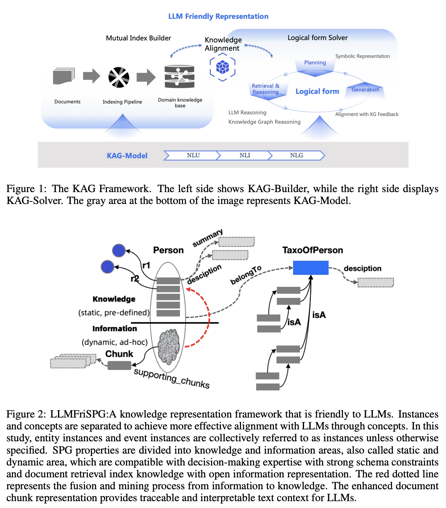 LLM Friendly Representation
Mutual Index Builder
Knowledge
Alignment
Logical form Solver
Planning
Symbolic Representation
Retrieval &
Reasoning
Logical form
Generation
Documents
Indexing Pipeline
Domain knowledge
base
LLM Reasoning
Knowledge Graph Reasoning
Alignment with KG Feedback
KAG-Model
NLU
NLI
NLG
Figure 1: The KAG Framework. The left side shows KAG-Builder, while the right side displays
KAG-Solver. The gray area at the bottom of the image represents KAG-Model.
Person
summary
TaxoOfPerson
r1
r2
desciption
belongTo
desciption
Knowledge
(static, pre-defined)
Information
(dynamic, ad-hoc)
isA
isA
Chunk
supporting_chunks
Figure 2: LLMFriSPG:A knowledge representation framework that is friendly to LLMs. Instances
and concepts are separated to achieve more effective alignment with LLMs through concepts. In this
study, entity instances and event instances are collectively referred to as instances unless otherwise
specified. SPG properties are divided into knowledge and information areas, also called static and
dynamic area, which are compatible with decision-making expertise with strong schema constraints
and document retrieval index knowledge with open information representation. The red dotted line
represents the fusion and mining process from information to knowledge. The enhanced document
chunk representation provides traceable and interpretable text context for LLMs.